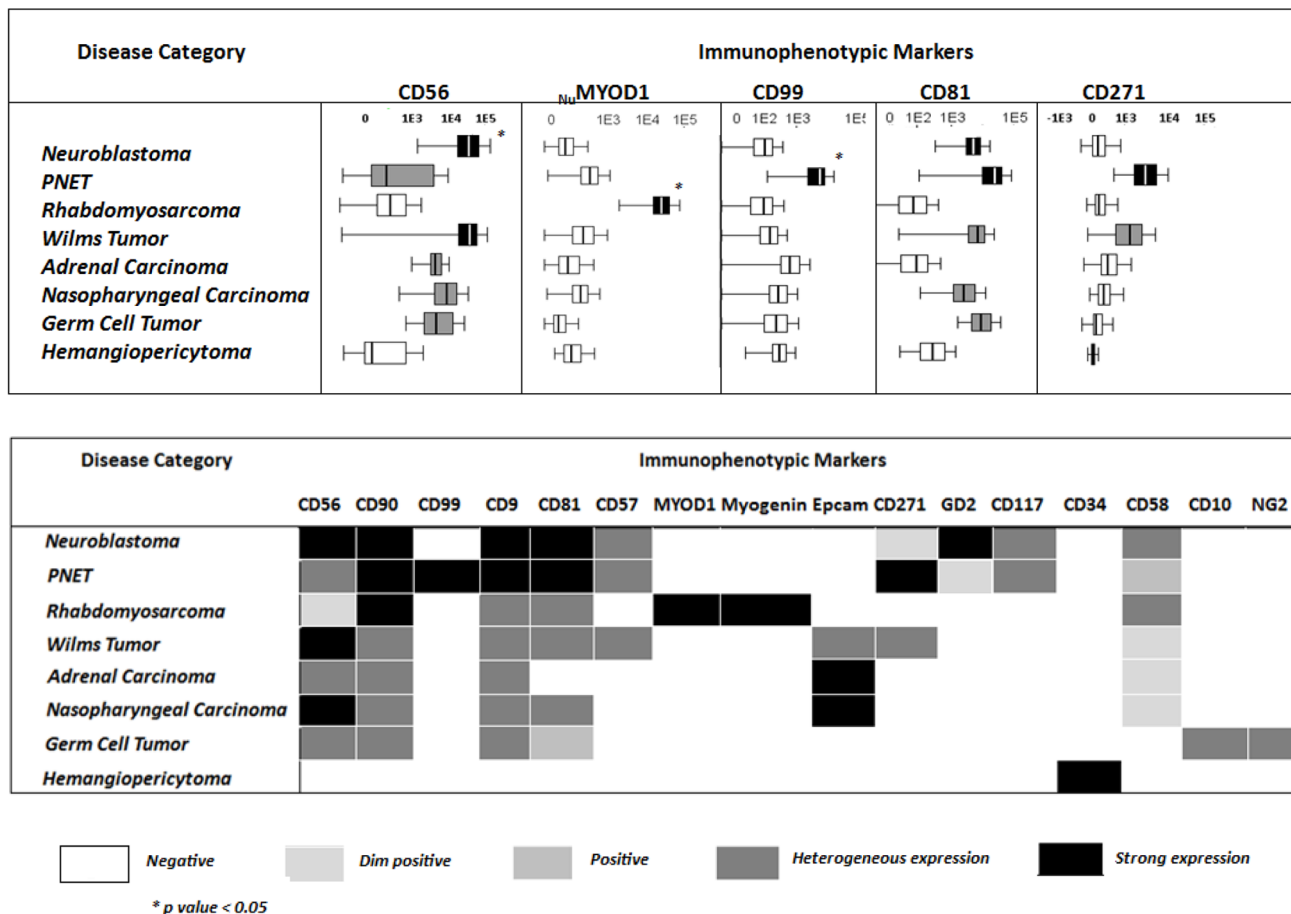 Disease Category Immunophenotypic Markers
CD56 NuMYOD1 CD99 CD81 CD271
0 1E3 1E4 1E5 0 1E3 1E4 1E5 0 1E2 1E3 1E5 0 1E2 1E3 1E5 -1E3 0 1E3 1E4 1E5
Neuroblastoma *
PNET *
Rhabdomyosarcoma *
Wilms Tumor
Adrenal Carcinoma
Nasopharyngeal Carcinoma
Germ Cell Tumor
Hemangiopericytoma
Disease Category Immunophenotypic Markers
CD56 CD90 CD99 CD9 CD81 CD57 MYOD1 Myogenin Epcam CD271 GD2 CD117 CD34 CD58 CD10 NG2
Neuroblastoma
PNET
Rhabdomyosarcoma
Wilms Tumor
Adrenal Carcinoma
Nasopharyngeal Carcinoma
Germ Cell Tumor
Hemangiopericytoma
Negative Dim positive Positive Heterogeneous expression Strong expression
* p value < 0.05